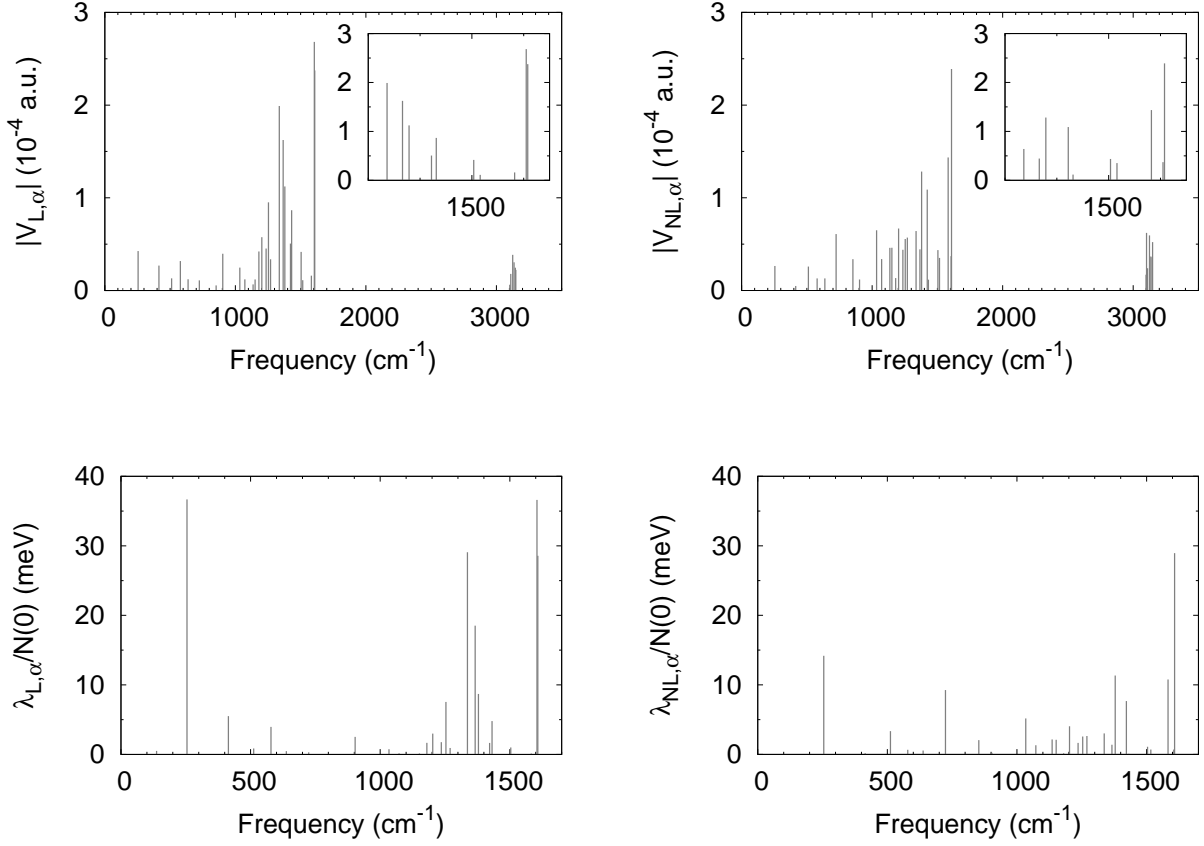 |V_{L,α}| (10^{-4} a.u.)
3
2
1
0
0 1000 2000 3000
Frequency (cm^{-1})
3
2
1
0
1500
|V_{NL,α}| (10^{-4} a.u.)
3
2
1
0
0 1000 2000 3000
Frequency (cm^{-1})
3
2
1
0
1500
λ_{L,α}/N(0) (meV)
40
30
20
10
0
0 500 1000 1500
Frequency (cm^{-1})
λ_{NL,α}/N(0) (meV)
40
30
20
10
0
0 500 1000 1500
Frequency (cm^{-1})